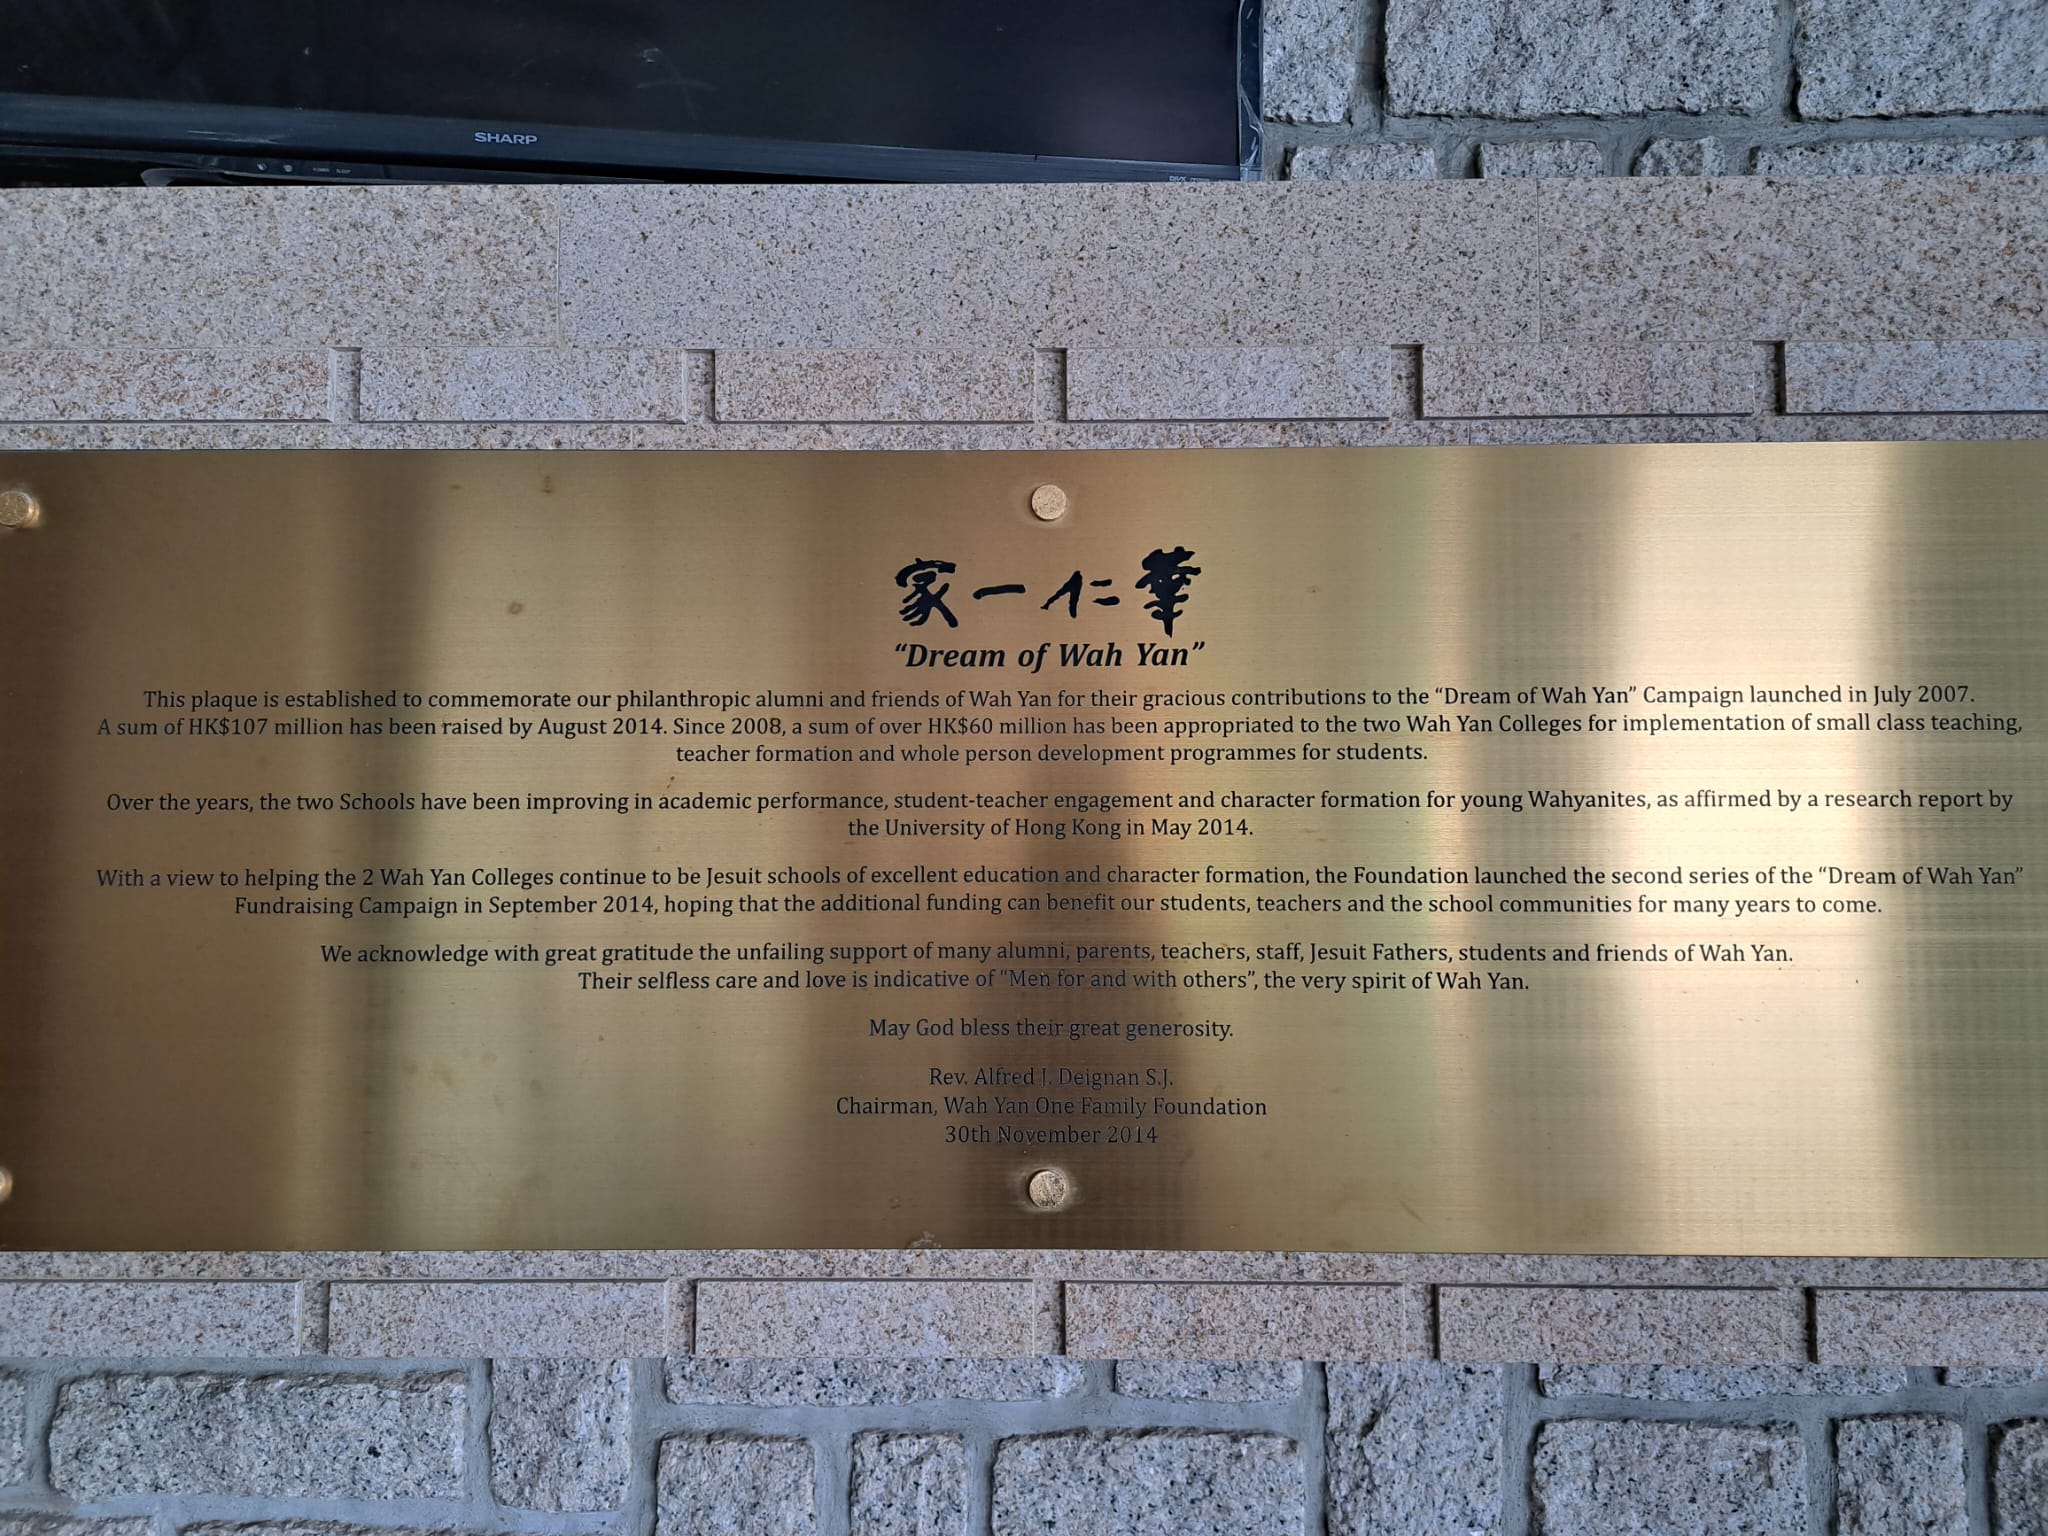 SHARP
家一仁華
“Dream of Wah Yan”
This plaque is established to commemorate our philanthropic alumni and friends of Wah Yan for their gracious contributions to the “Dream of Wah Yan” Campaign launched in July 2007.
A sum of HK$107 million has been raised by August 2014. Since 2008, a sum of over HK$60 million has been appropriated to the two Wah Yan Colleges for implementation of small class teaching,
teacher formation and whole person development programmes for students.
Over the years, the two Schools have been improving in academic performance, student-teacher engagement and character formation for young Wahyanites, as affirmed by a research report by
the University of Hong Kong in May 2014.
With a view to helping the 2 Wah Yan Colleges continue to be Jesuit schools of excellent education and character formation, the Foundation launched the second series of the “Dream of Wah Yan”
Fundraising Campaign in September 2014, hoping that the additional funding can benefit our students, teachers and the school communities for many years to come.
We acknowledge with great gratitude the unfailing support of many alumni, parents, teachers, staff, Jesuit Fathers, students and friends of Wah Yan.
Their selfless care and love is indicative of “Men for and with others”, the very spirit of Wah Yan.
May God bless their great generosity.
Rev. Alfred J. Deignan S.J.
Chairman, Wah Yan One Family Foundation
30th November 2014